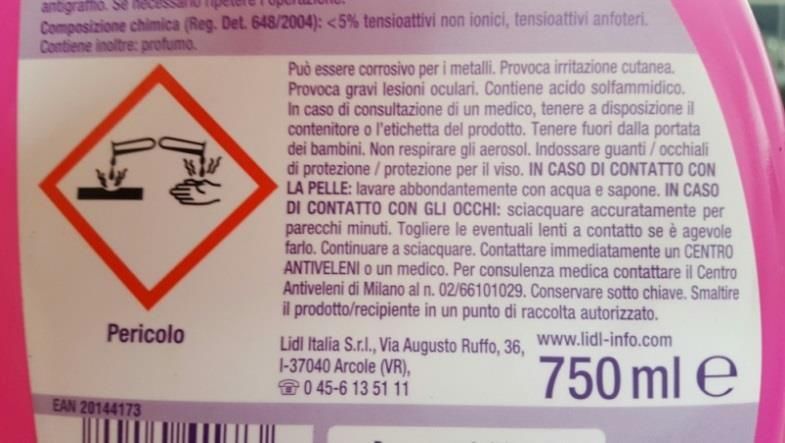 antigraffio. Se necessario ripetere l'operazione.
Composizione chimica (Reg. Det. 648/2004): <5% tensioattivi non ionici, tensioattivi anfoteri.
Contiene inoltre: profumo.
Può essere corrosivo per i metalli. Provoca irritazione cutanea.
Provoca gravi lesioni oculari. Contiene acido solfammidico.
In caso di consultazione di un medico, tenere a disposizione il
contenitore o l'etichetta del prodotto. Tenere fuori dalla portata
dei bambini. Non respirare gli aerosol. Indossare guanti / occhiali
di protezione / protezione per il viso. IN CASO DI CONTATTO CON
LA PELLE: lavare abbondantemente con acqua e sapone. IN CASO
DI CONTATTO CON GLI OCCHI: sciacquare accuratamente per
parecchi minuti. Togliere le eventuali lenti a contatto se è agevole
farlo. Continuare a sciacquare. Contattare immediatamente un CENTRO
ANTIVELENI o un medico. Per consulenza medica contattare il Centro
Antiveleni di Milano al n. 02/66101029. Conservare sotto chiave. Smaltire
il prodotto/recipiente in un punto di raccolta autorizzato.
Pericolo
Lidl Italia S.r.l., Via Augusto Ruffo, 36,
I-37040 Arcole (VR),
☎ 0 45-6 13 51 11
www.lidl-info.com
750 ml e
EAN 20144173